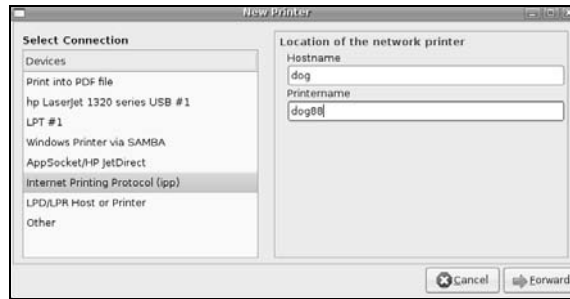 New Printer
Select Connection
Devices
Print into PDF file
hp LaserJet 1320 series USB #1
LPT #1
Windows Printer via SAMBA
AppSocket/HP JetDirect
Internet Printing Protocol (ipp)
LPD/LPR Host or Printer
Other
Location of the network printer
Hostname
dog
Printername
dog88
Cancel
Forward